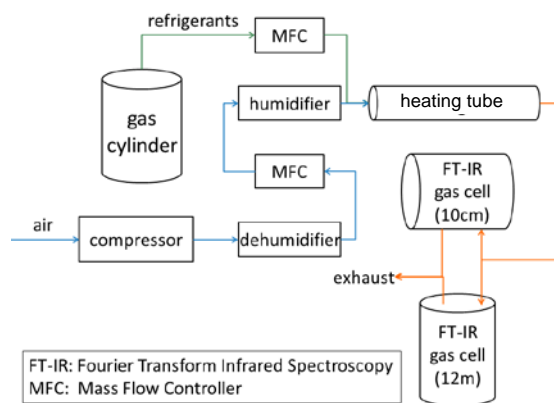 refrigerants
MFC
gas
cylinder
humidifier
heating tube
MFC
air
compressor
dehumidifier
FT-IR
gas cell
(10cm)
exhaust
FT-IR
gas cell
(12m)
FT-IR: Fourier Transform Infrared Spectroscopy
MFC: Mass Flow Controller